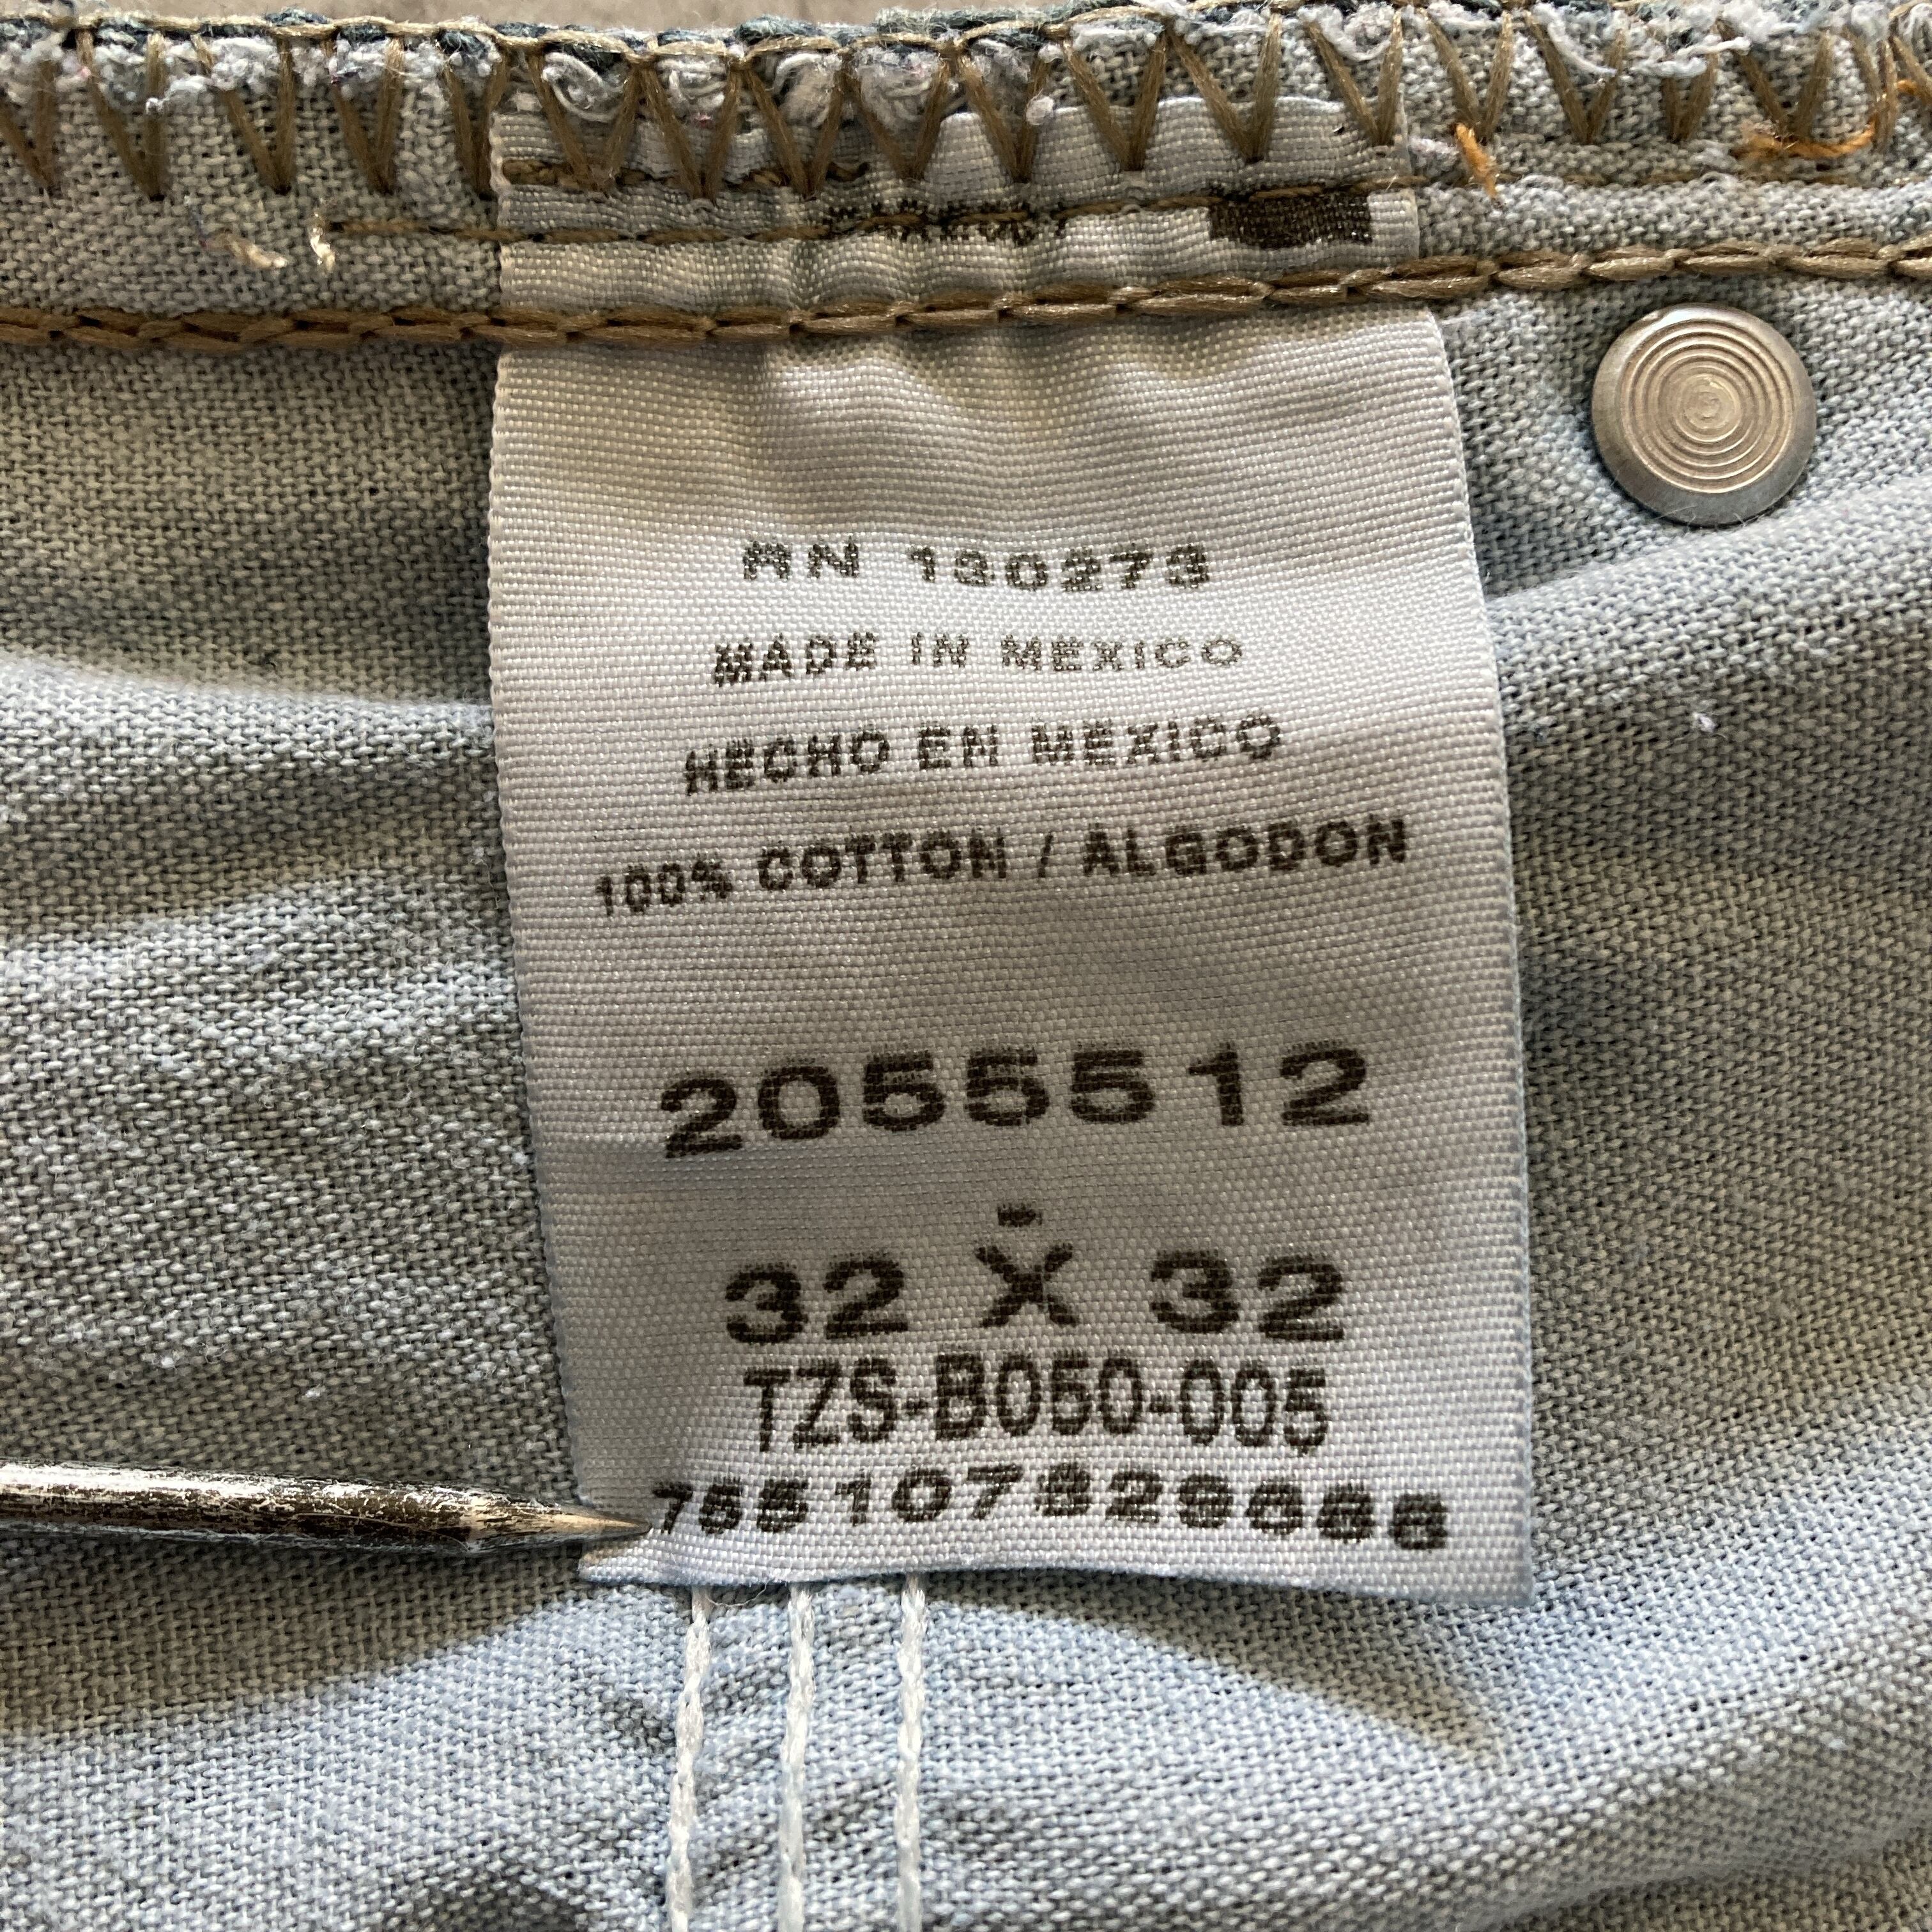 RN 130273
MADE IN MEXICO
HECHO EN MEXICO
100% COTTON / ALGODON
2055512
-
32 X 32
TZS-B050-005